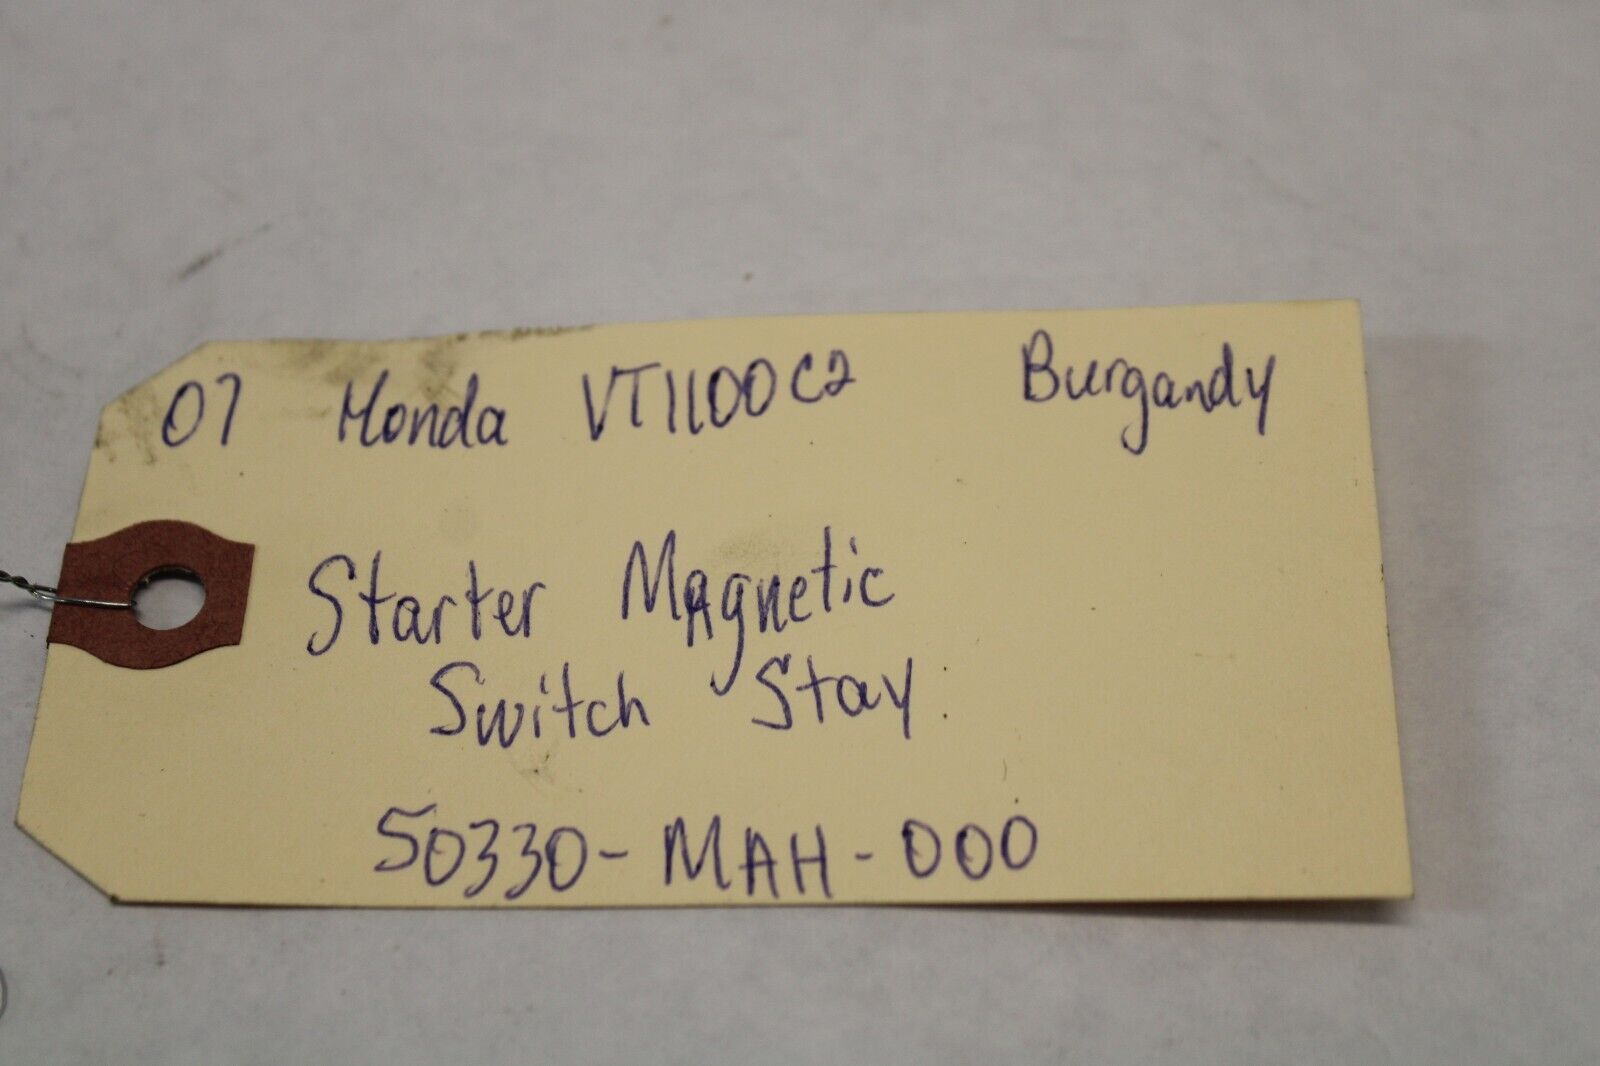 07 Honda VT1100C2 Burgandy
Starter Magnetic
Switch Stay
50330-MAH-000